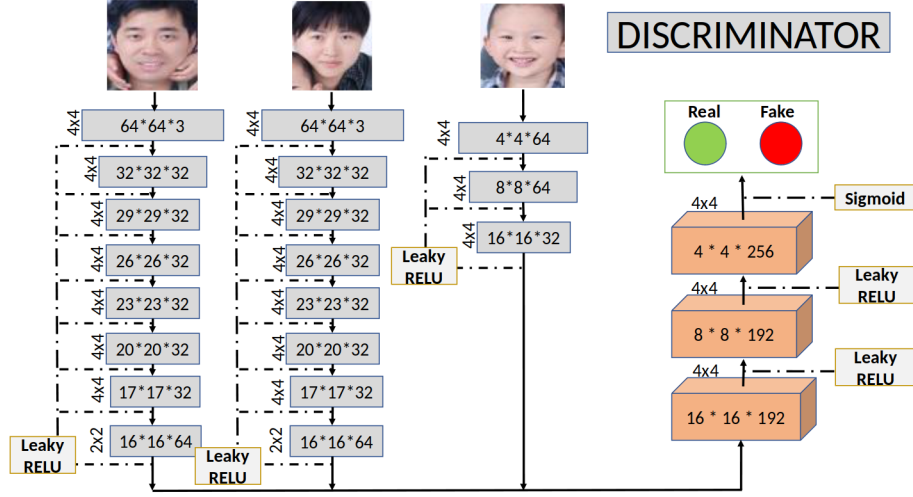 DISCRIMINATOR
4x4
64*64*3
4x4
32*32*32
4x4
29*29*32
4x4
26*26*32
4x4
23*23*32
4x4
20*20*32
4x4
17*17*32
2x2
16*16*64
Leaky
RELU
4x4
64*64*3
4x4
32*32*32
4x4
29*29*32
4x4
26*26*32
4x4
23*23*32
4x4
20*20*32
4x4
17*17*32
2x2
16*16*64
Leaky
RELU
4x4
4*4*64
4x4
8*8*64
4x4
16*16*32
Leaky
RELU
Real
Fake
Sigmoid
4x4
4 * 4 * 256
Leaky
RELU
4x4
8 * 8 * 192
Leaky
RELU
4x4
16 * 16 * 192